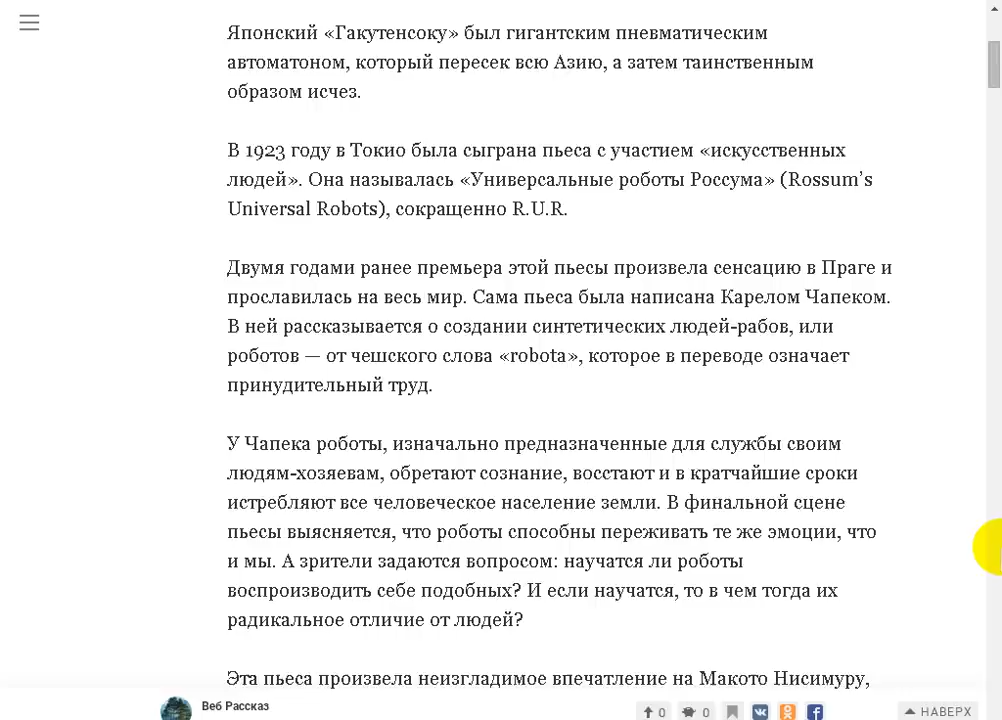 Японский «Гакутенсоку» был гигантским пневматическим
автоматоном, который пересек всю Азию, а затем таинственным
образом исчез.
В 1923 году в Токио была сыграна пьеса с участием «искусственных
людей». Она называлась «Универсальные роботы Россума» (Rossum’s
Universal Robots), сокращенно R.U.R.
Двумя годами ранее премьера этой пьесы произвела сенсацию в Праге и
прославилась на весь мир. Сама пьеса была написана Карелом Чапеком.
В ней рассказывается о создании синтетических людей-рабов, или
роботов — от чешского слова «robota», которое в переводе означает
принудительный труд.
У Чапека роботы, изначально предназначенные для службы своим
людям-хозяевам, обретают сознание, восстают и в кратчайшие сроки
истребляют все человеческое население земли. В финальной сцене
пьесы выясняется, что роботы способны переживать те же эмоции, что
и мы. А зрители задаются вопросом: научатся ли роботы
воспроизводить себе подобных? И если научатся, то в чем тогда их
радикальное отличие от людей?
Эта пьеса произвела неизгладимое впечатление на Макото Нисимуру,
Веб Рассказ 0 0 НАВЕРХ